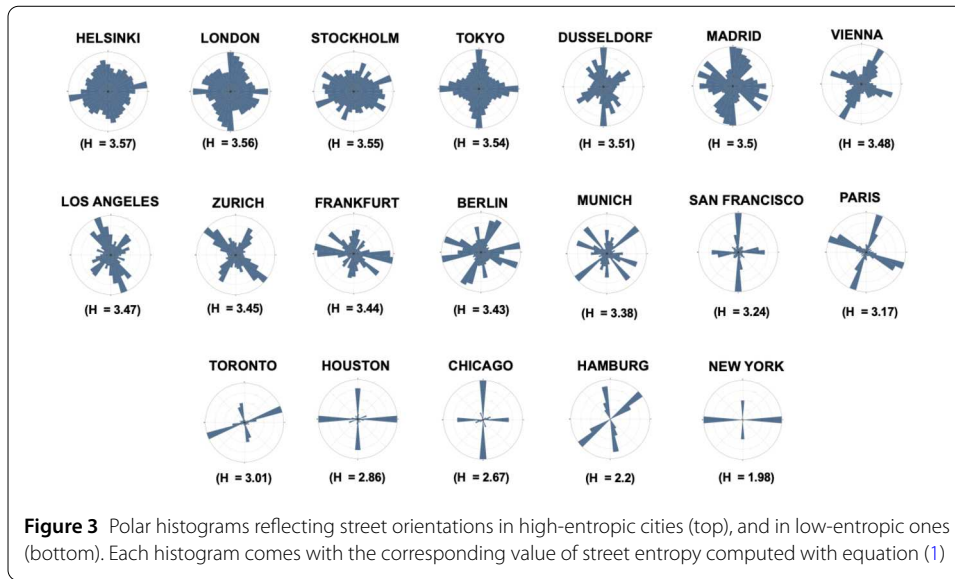 HELSINKI LONDON STOCKHOLM TOKYO DUSSELDORF MADRID VIENNA
(H = 3.57) (H = 3.56) (H = 3.55) (H = 3.54) (H = 3.51) (H = 3.5) (H = 3.48)
LOS ANGELES ZURICH FRANKFURT BERLIN MUNICH SAN FRANCISCO PARIS
(H = 3.47) (H = 3.45) (H = 3.44) (H = 3.43) (H = 3.38) (H = 3.24) (H = 3.17)
TORONTO HOUSTON CHICAGO HAMBURG NEW YORK
(H = 3.01) (H = 2.86) (H = 2.67) (H = 2.2) (H = 1.98)
Figure 3 Polar histograms reflecting street orientations in high-entropic cities (top), and in low-entropic ones
(bottom). Each histogram comes with the corresponding value of street entropy computed with equation (1)